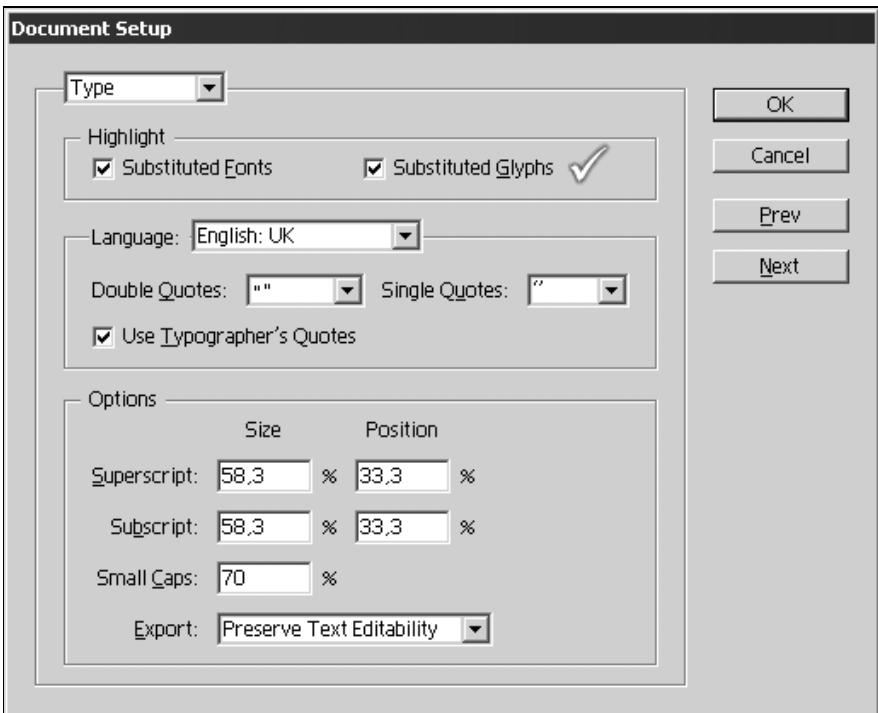 Document Setup
Type
OK
Highlight
Substituted Fonts Substituted Glyphs
Cancel
Prev
Language: English: UK
Next
Double Quotes: "" Single Quotes: ‘’
Use Typographer's Quotes
Options
Size Position
Superscript: 58,3 % 33,3 %
Subscript: 58,3 % 33,3 %
Small Caps: 70 %
Export: Preserve Text Editability